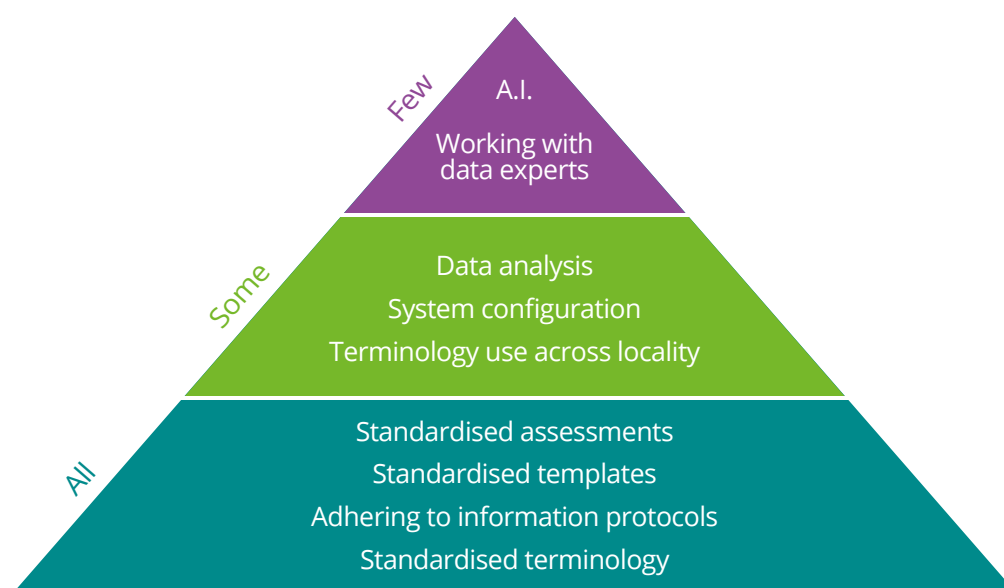 Few
A.I.
Working with
data experts
Some
Data analysis
System configuration
Terminology use across locality
All
Standardised assessments
Standardised templates
Adhering to information protocols
Standardised terminology